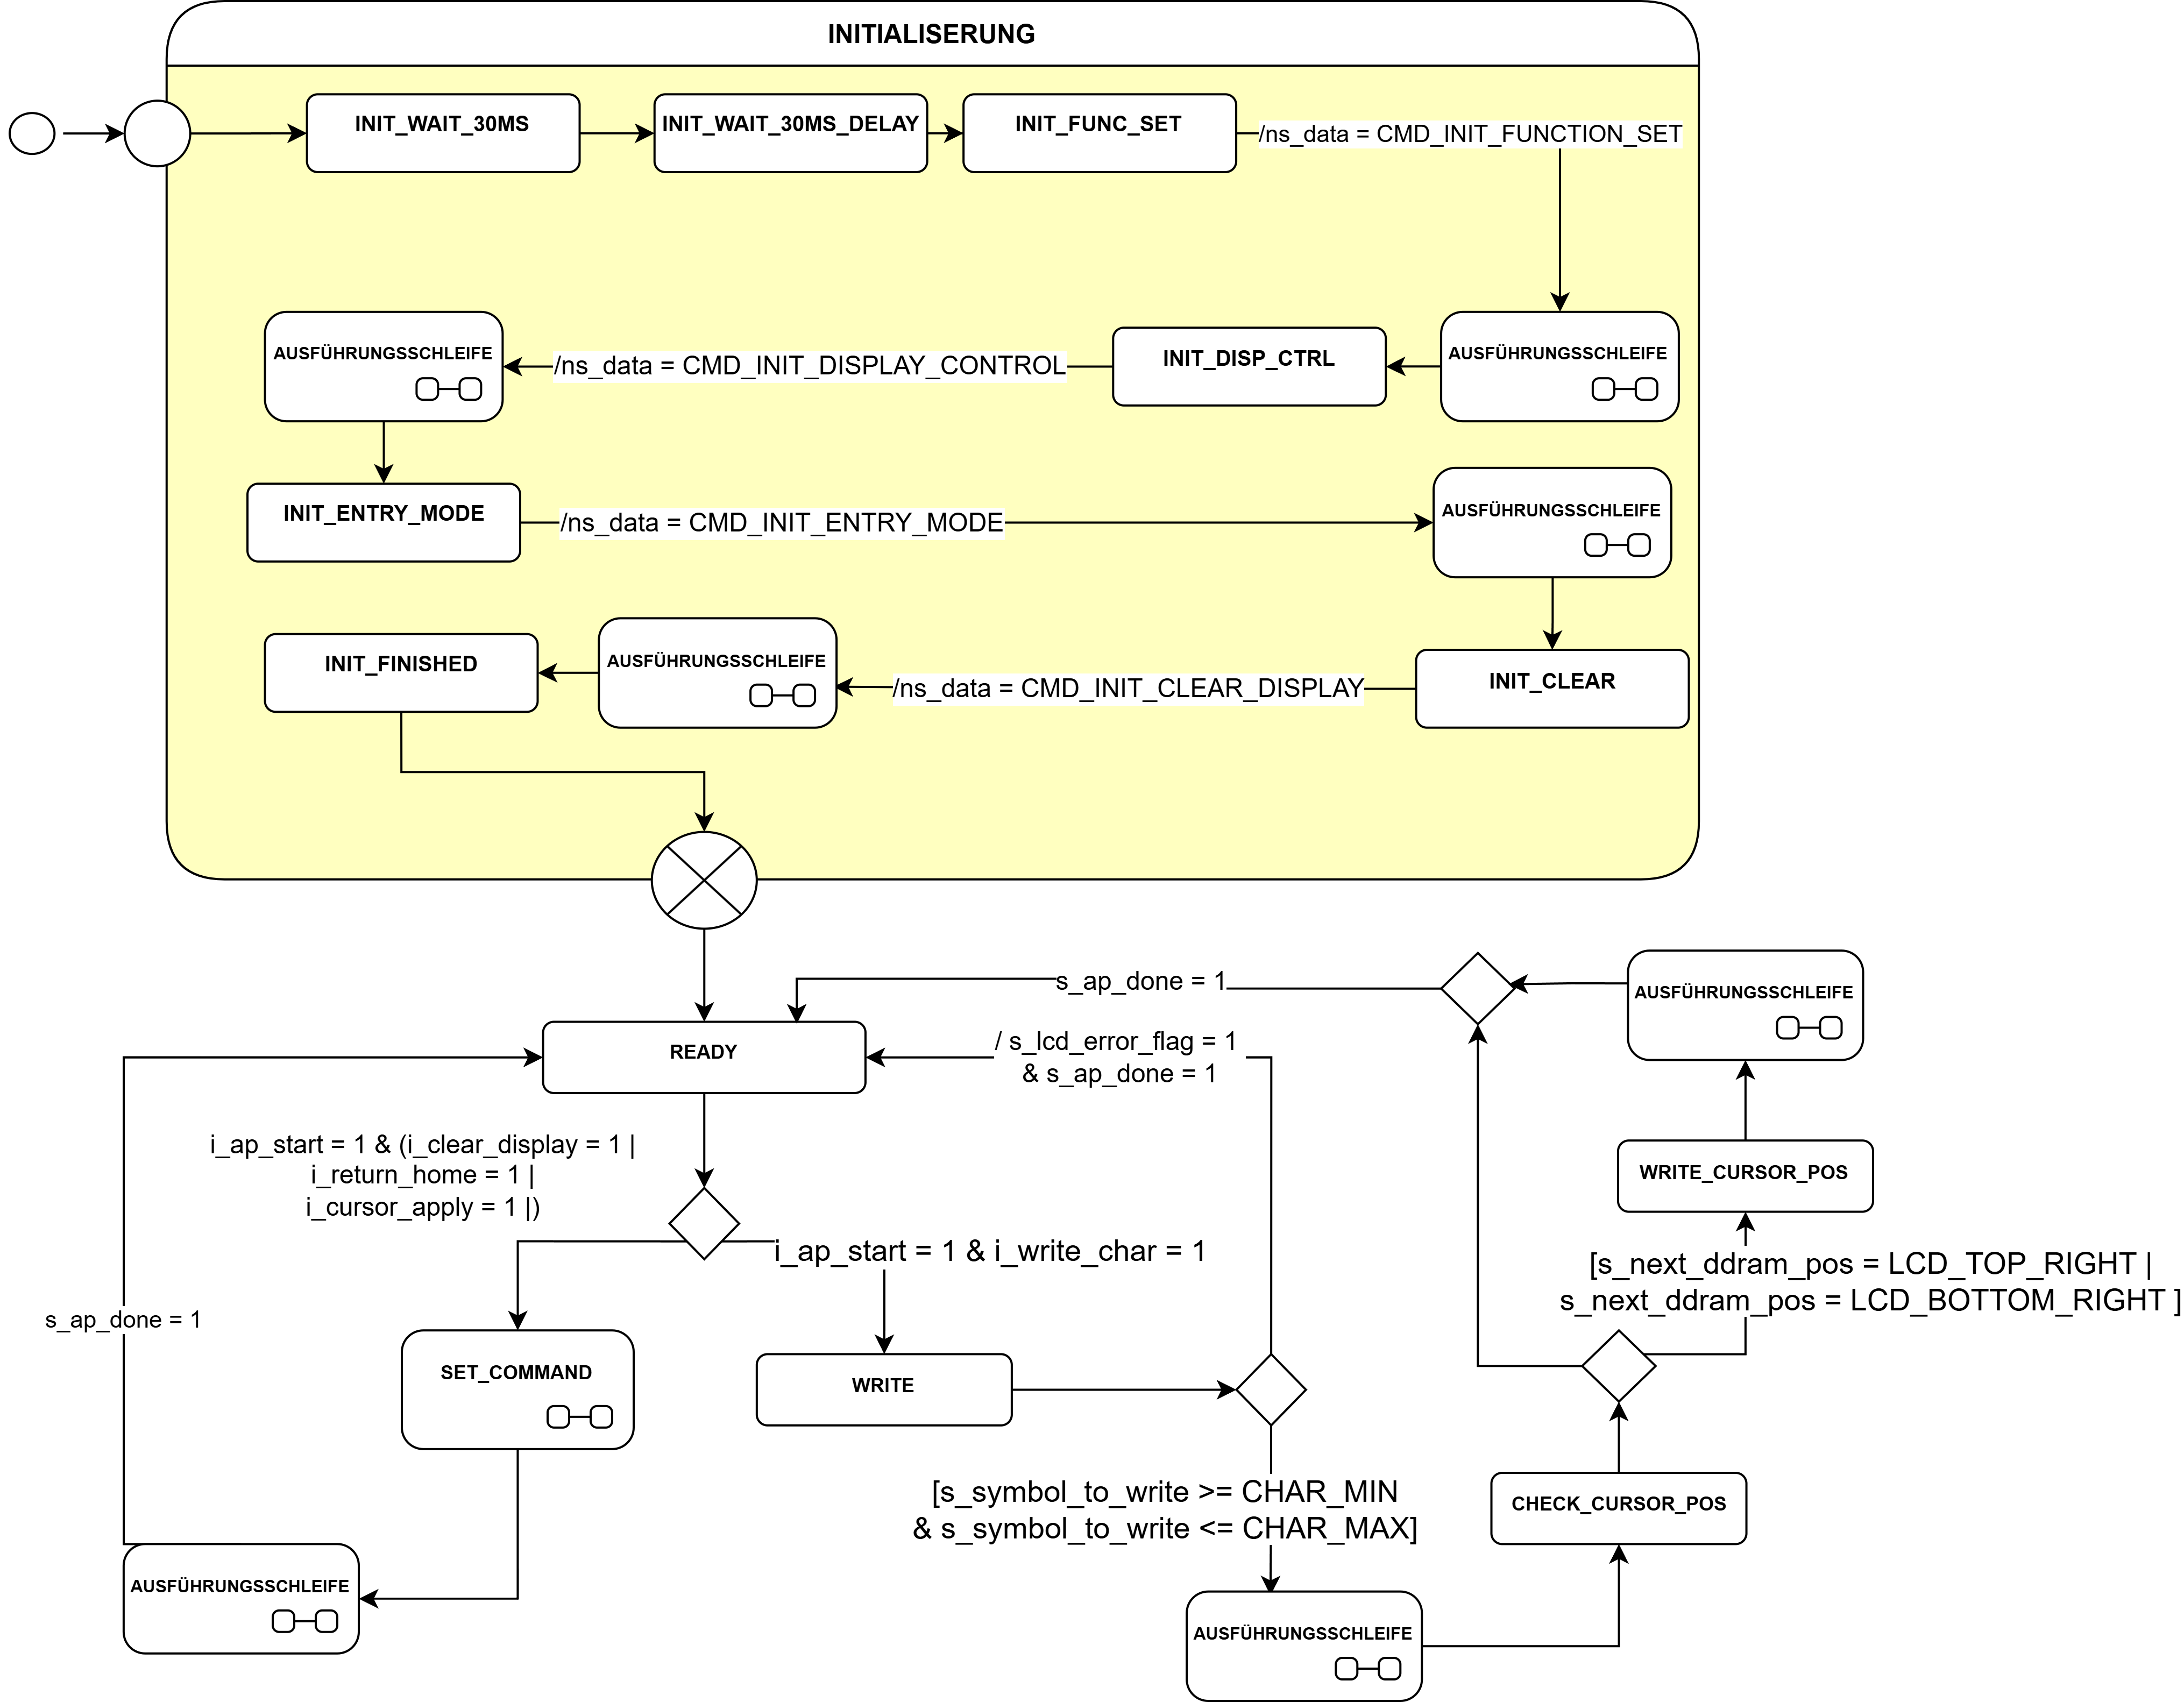 INITIALISERUNG
INIT_WAIT_30MS
INIT_WAIT_30MS_DELAY
INIT_FUNC_SET
/ns_data = CMD_INIT_FUNCTION_SET
AUSFÜHRUNGSSCHLEIFE
INIT_DISP_CTRL
/ns_data = CMD_INIT_DISPLAY_CONTROL
AUSFÜHRUNGSSCHLEIFE
INIT_ENTRY_MODE
/ns_data = CMD_INIT_ENTRY_MODE
AUSFÜHRUNGSSCHLEIFE
INIT_CLEAR
/ns_data = CMD_INIT_CLEAR_DISPLAY
AUSFÜHRUNGSSCHLEIFE
INIT_FINISHED
READY
s_ap_done = 1
/ s_lcd_error_flag = 1
& s_ap_done = 1
i_ap_start = 1 & (i_clear_display = 1 |
i_return_home = 1 |
i_cursor_apply = 1 |)
i_ap_start = 1 & i_write_char = 1
s_ap_done = 1
SET_COMMAND
AUSFÜHRUNGSSCHLEIFE
WRITE
[s_symbol_to_write >= CHAR_MIN
& s_symbol_to_write <= CHAR_MAX]
AUSFÜHRUNGSSCHLEIFE
CHECK_CURSOR_POS
[s_next_ddram_pos = LCD_TOP_RIGHT |
s_next_ddram_pos = LCD_BOTTOM_RIGHT ]
WRITE_CURSOR_POS
AUSFÜHRUNGSSCHLEIFE